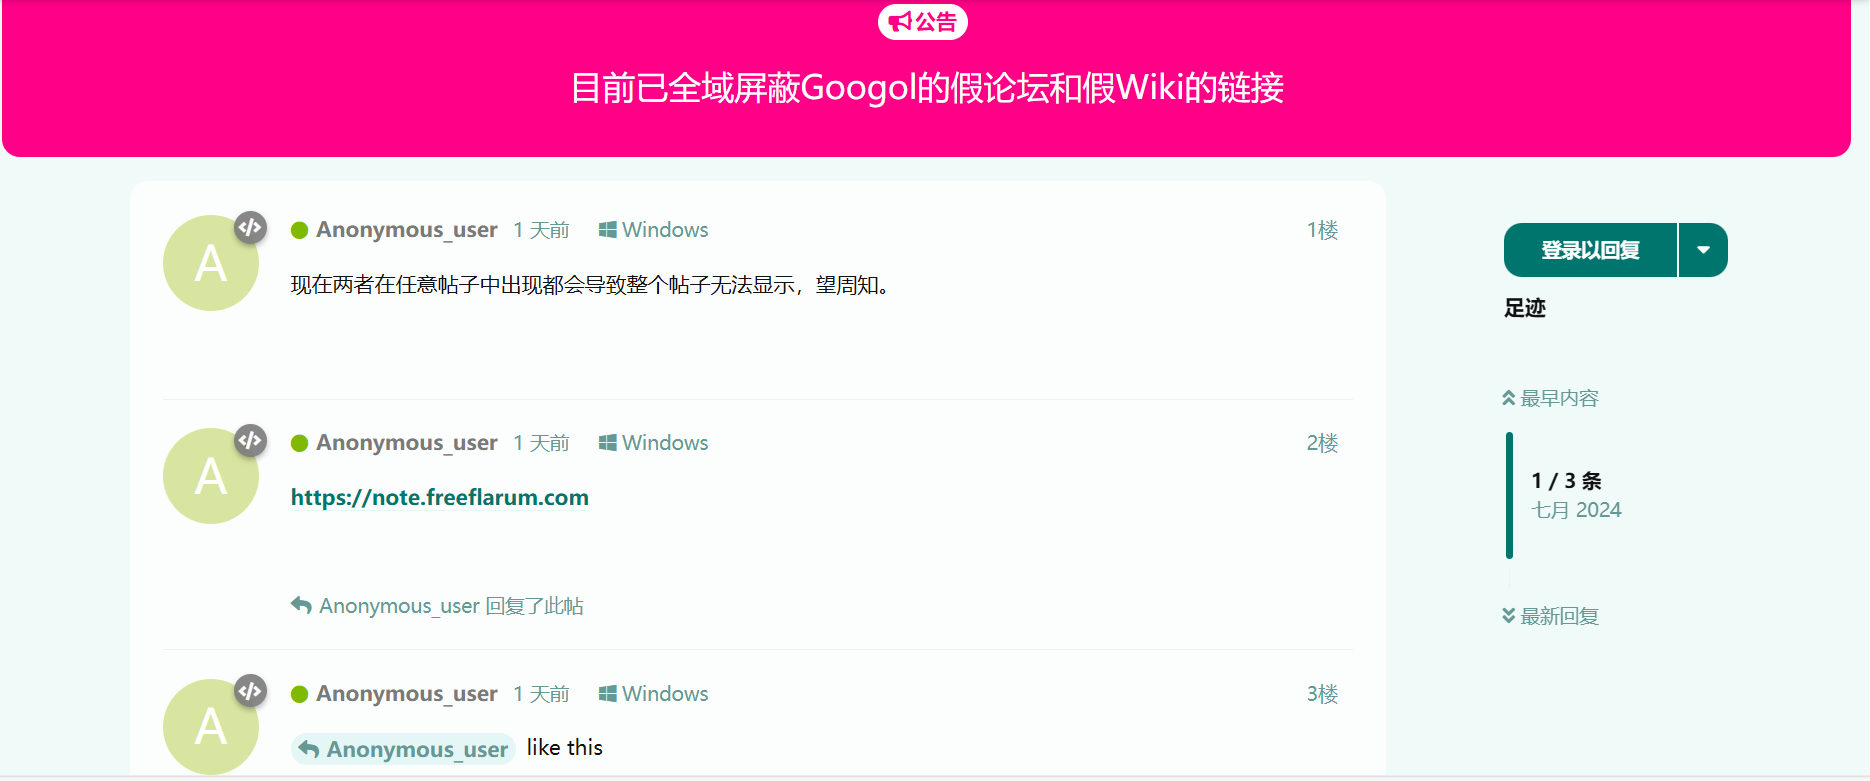 公告
目前已全域屏蔽Googol的假论坛和假Wiki的链接
A
Anonymous_user 1 天前 Windows 1楼
现在两者在任意帖子中出现都会导致整个帖子无法显示，望周知。
A
Anonymous_user 1 天前 Windows 2楼
https://note.freeflarum.com
Anonymous_user 回复了此帖
A
Anonymous_user 1 天前 Windows 3楼
Anonymous_user like this
登录以回复
足迹
最早内容
1 / 3 条
七月 2024
最新回复